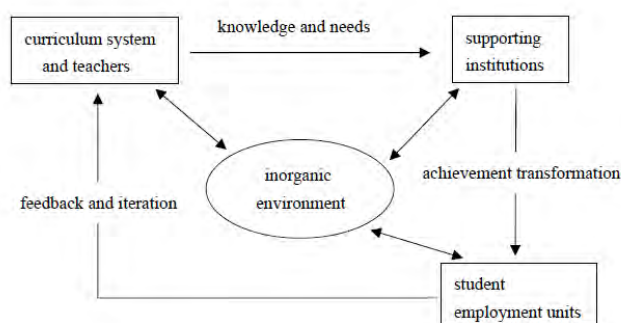 knowledge and needs
curriculum system
and teachers
supporting
institutions
inorganic
environment
achievement transformation
feedback and iteration
student
employment units